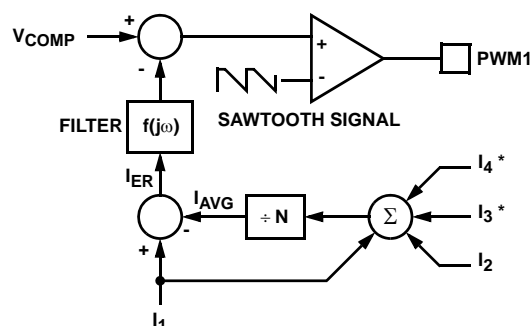 V_COMP
+
-
+
-
PWM1
SAWTOOTH SIGNAL
FILTER
f(jω)
I_ER
I_AVG
÷ N
Σ
-
+
I_4 *
I_3 *
I_2
I_1